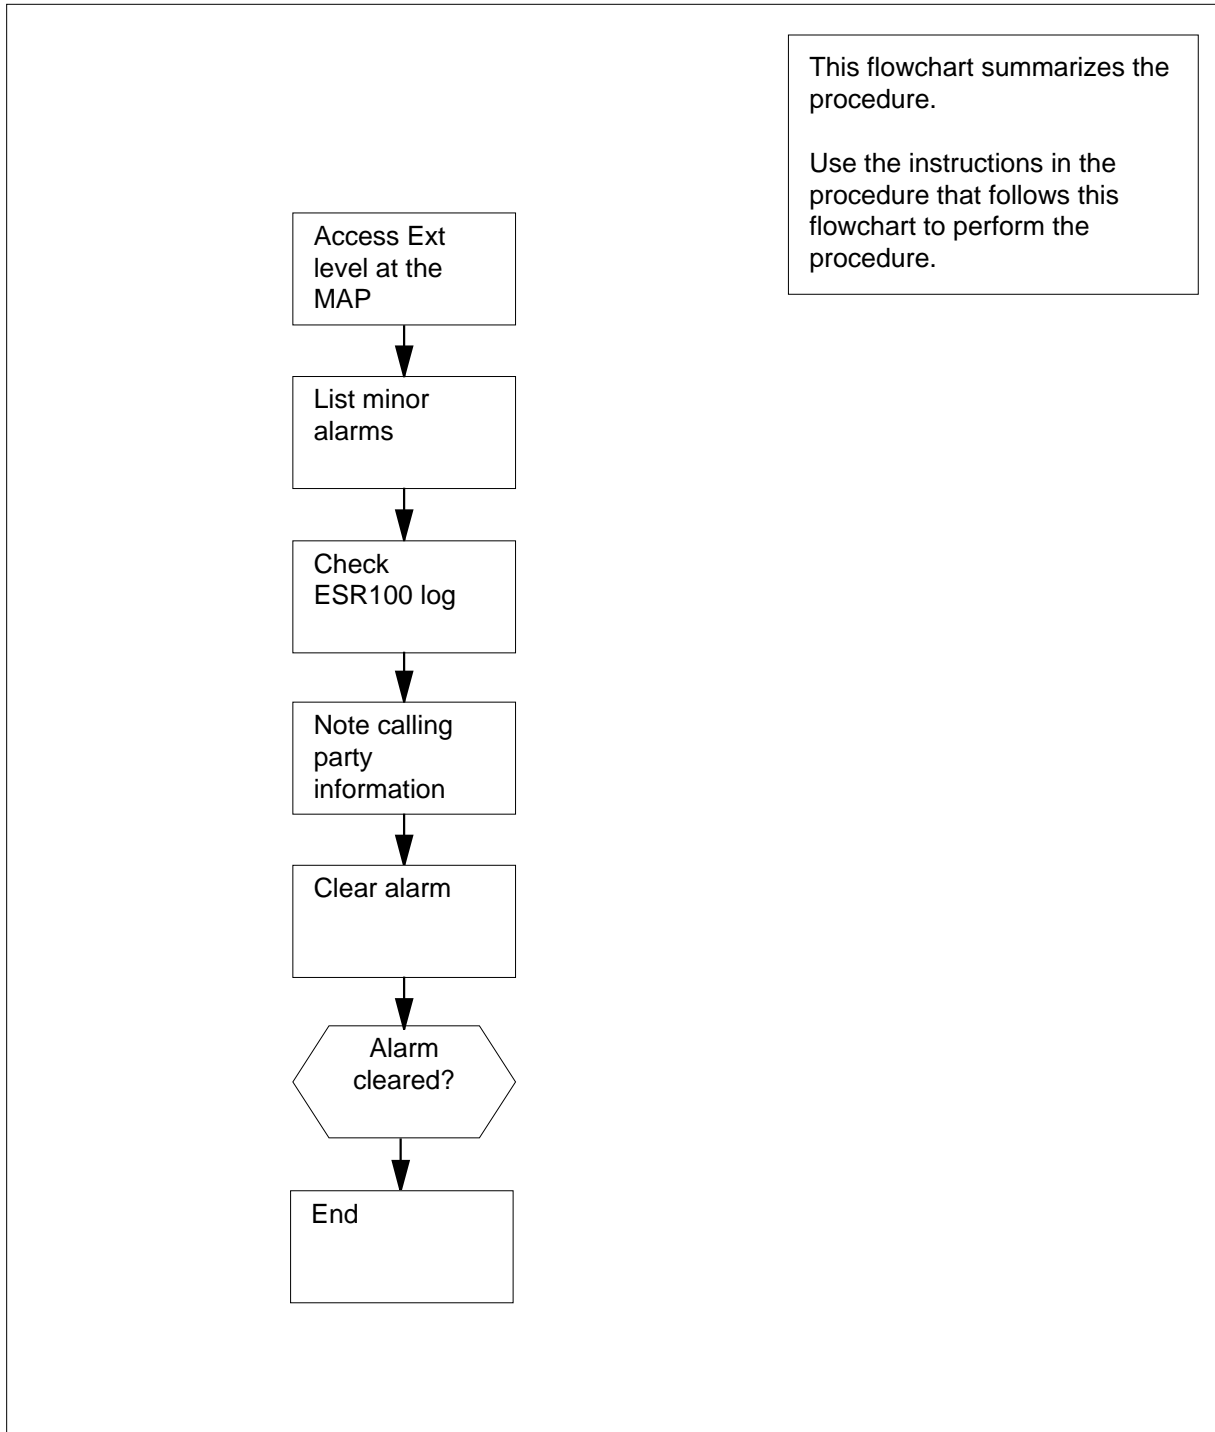 This flowchart summarizes the
procedure.
Use the instructions in the
procedure that follows this
flowchart to perform the
procedure.
Access Ext
level at the
MAP
List minor
alarms
Check
ESR100 log
Note calling
party
information
Clear alarm
Alarm
cleared?
End